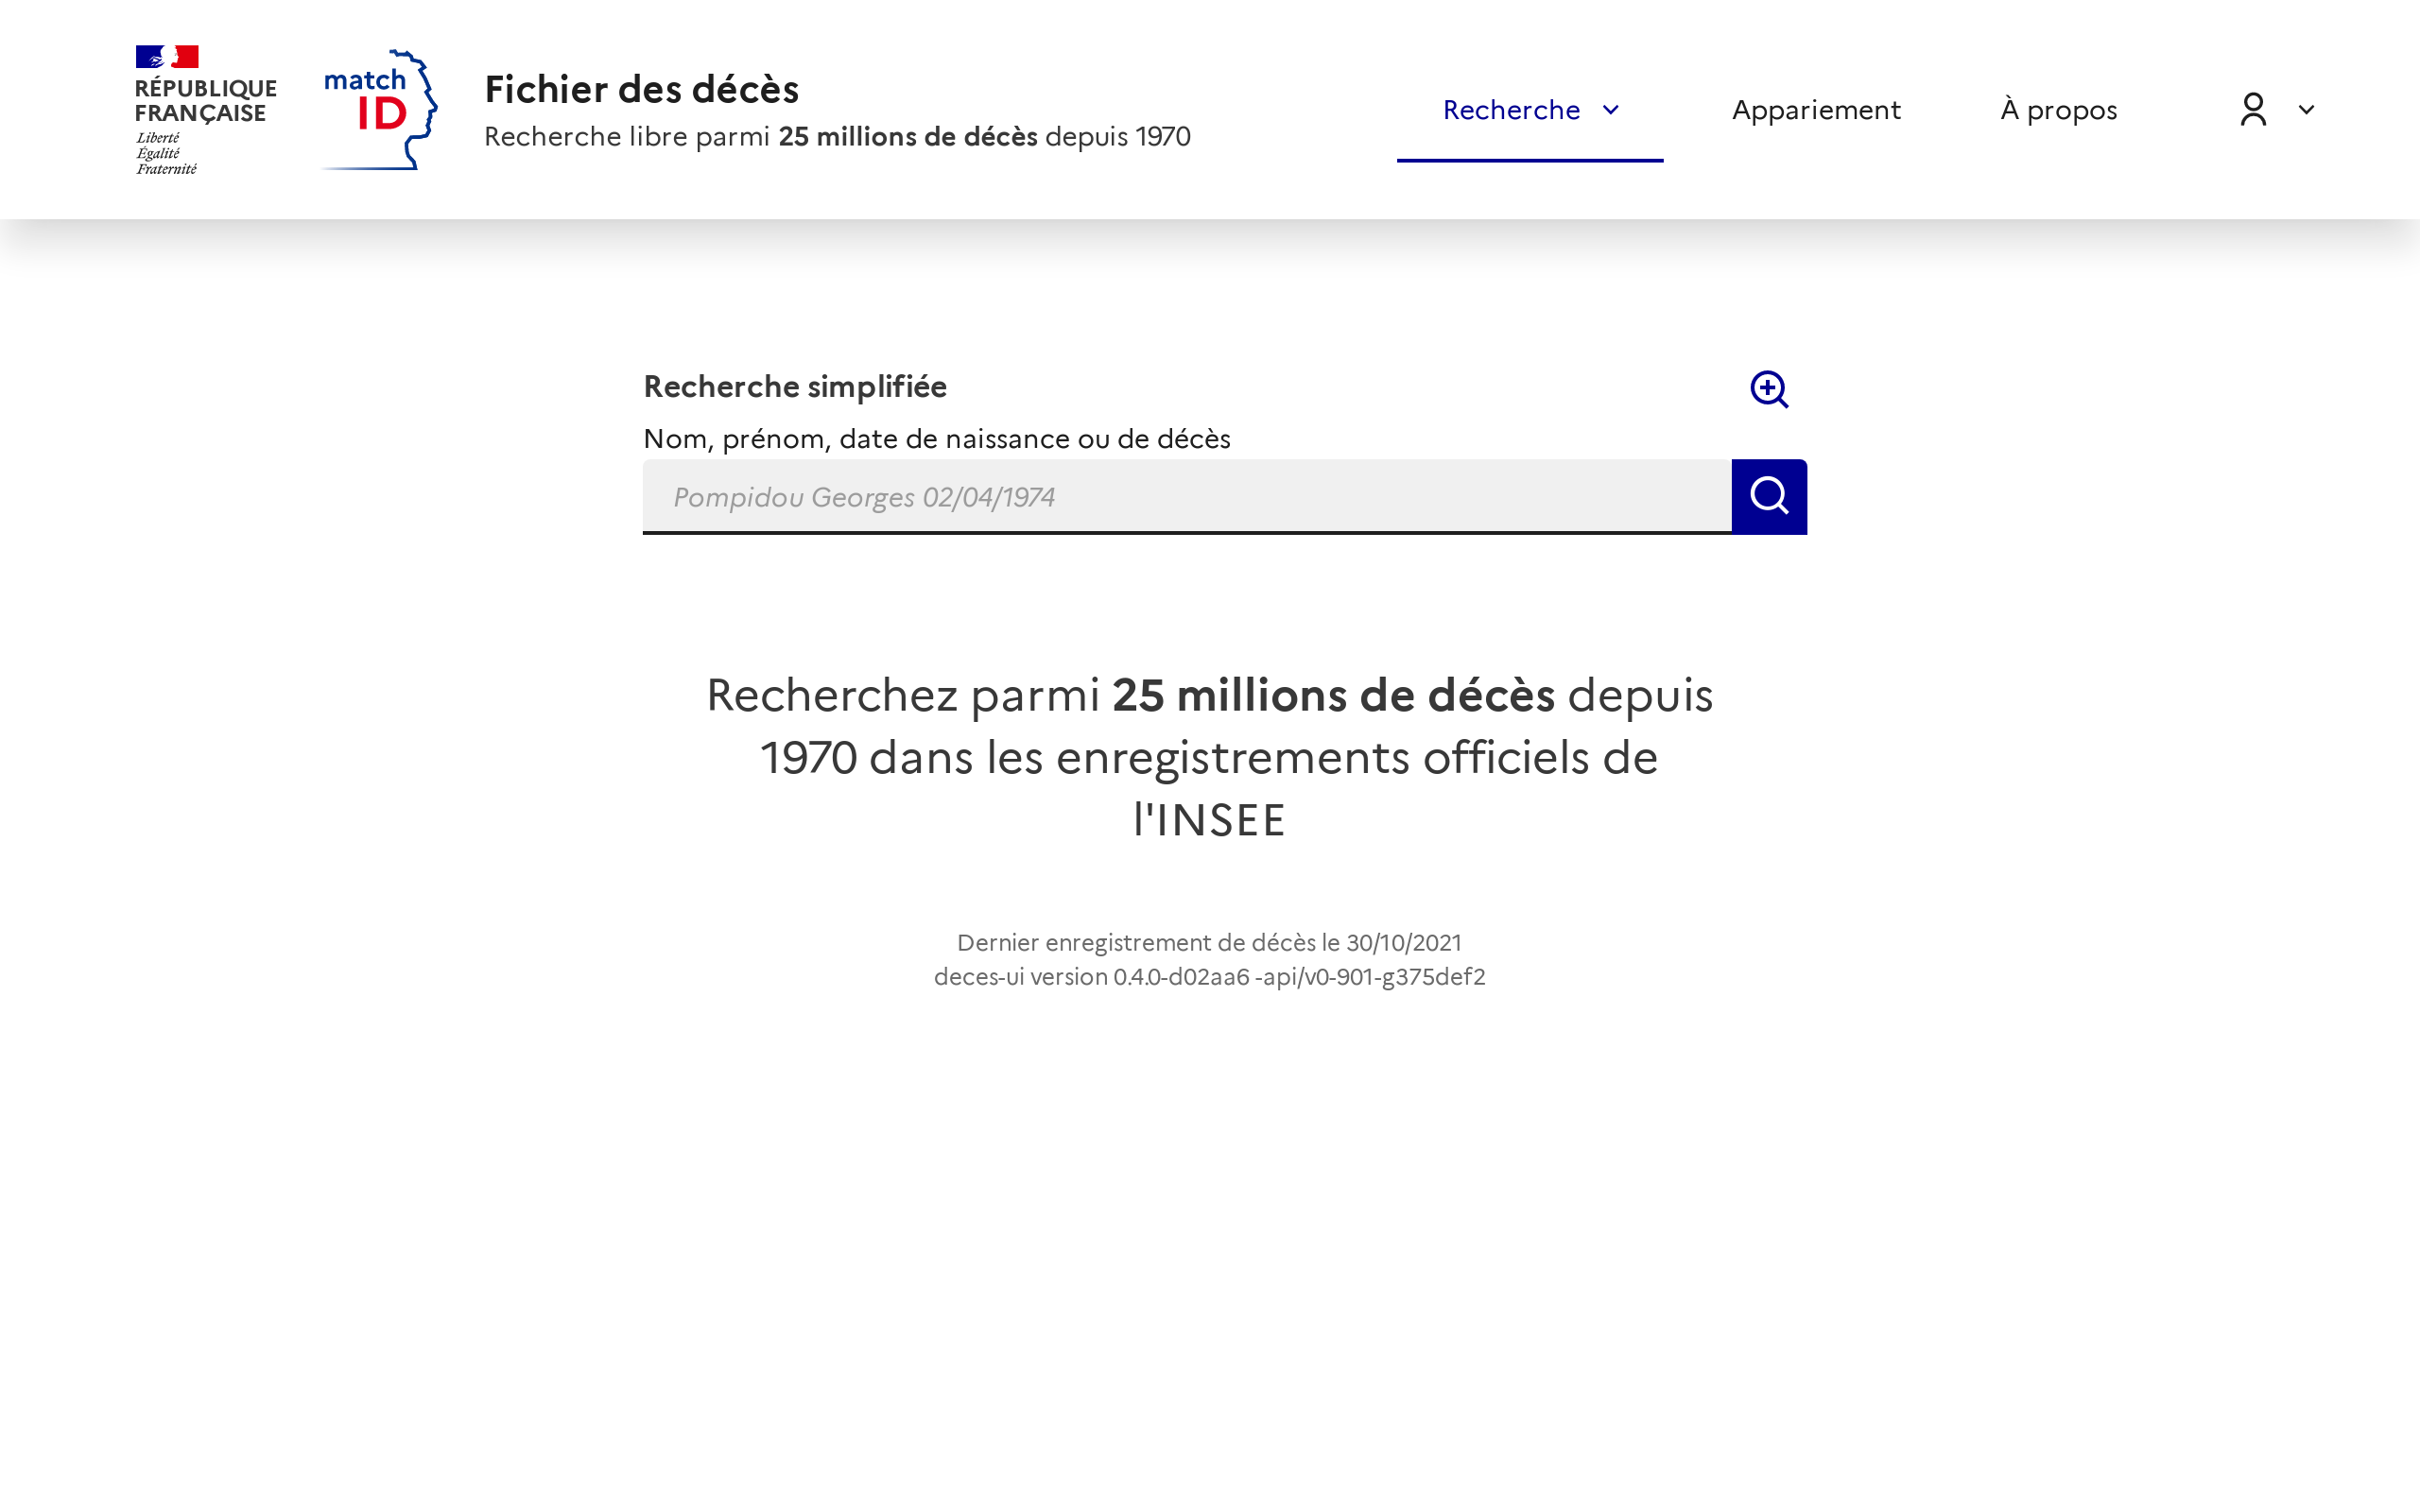 RÉPUBLIQUE
FRANÇAISE
Liberté
Égalité
Fraternité
match
ID
Fichier des décès
Recherche libre parmi 25 millions de décès depuis 1970
Recherche
Appariement
À propos
Recherche simplifiée
Nom, prénom, date de naissance ou de décès
Pompidou Georges 02/04/1974
Recherchez parmi 25 millions de décès depuis
1970 dans les enregistrements officiels de
l'INSEE
Dernier enregistrement de décès le 30/10/2021
deces-ui version 0.4.0-d02aa6 -api/v0-901-g375def2